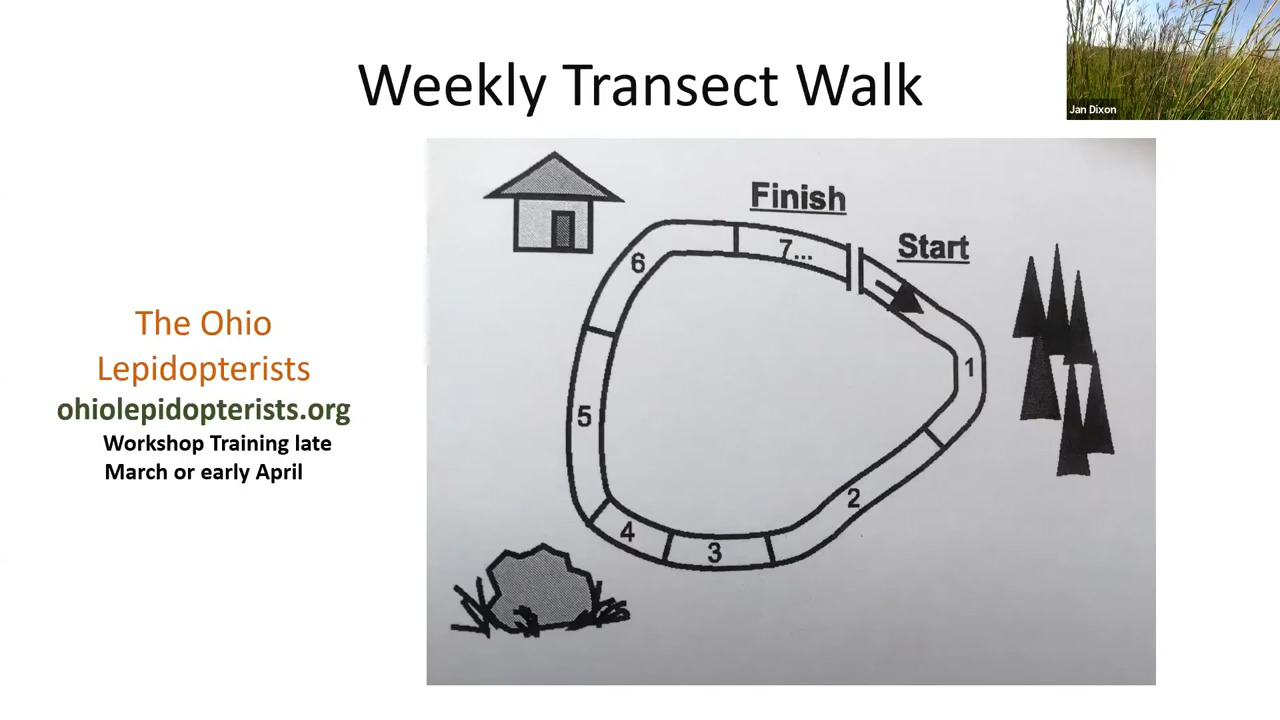 Weekly Transect Walk
Jan Dixon
Finish
Start
7...
6
1
The Ohio
Lepidopterists
ohiolepidopterists.org
Workshop Training late
March or early April
5
2
4
3